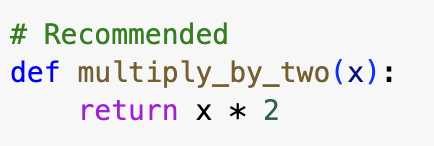 # Recommended
def multiply_by_two(x):
    return x * 2